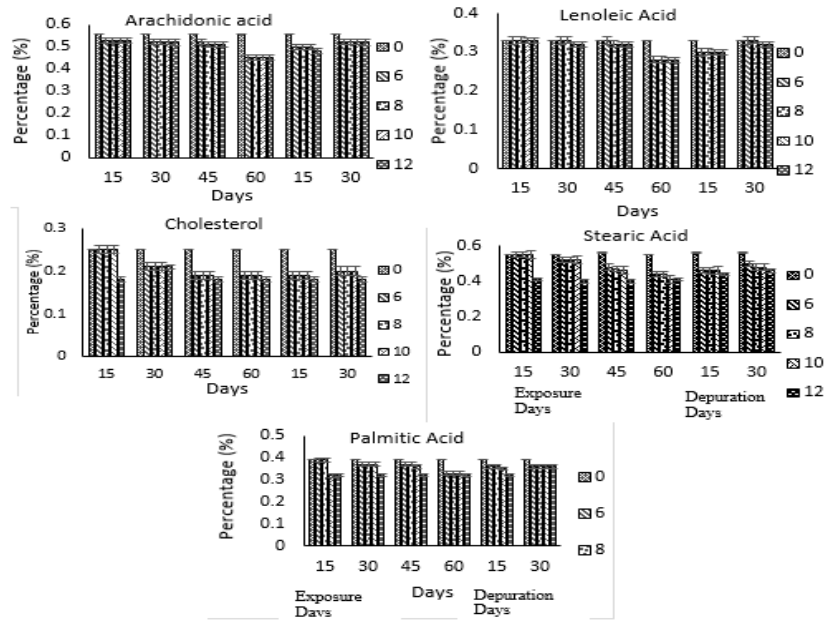 Arachidonic acid
Percentage (%)
0.6
0.5
0.4
0.3
0.2
0.1
0
15 30 45 60 15 30
Days
0
6
8
10
12
Lenoleic Acid
Percentage (%)
0.4
0.3
0.2
0.1
0
15 30 45 60 15 30
Days
0
6
8
10
12
Cholesterol
Percentage (%)
0.3
0.2
0.1
0
15 30 45 60 15 30
Days
0
6
8
10
12
Stearic Acid
Percentage (%)
0.6
0.4
0.2
0
15 30 45 60 15 30
Exposure Depuration
Days Days
0
6
8
10
12
Palmitic Acid
Percentage (%)
0.5
0.4
0.3
0.2
0.1
0
15 30 45 60 15 30
Exposure Days Depuration
Days Days
0
6
8